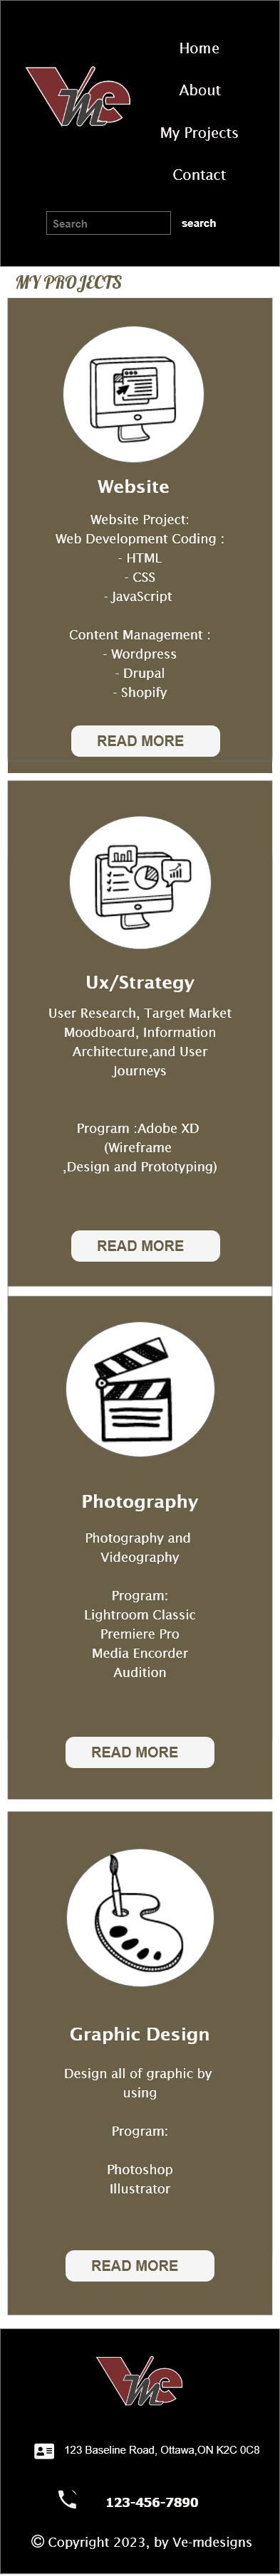 Vme
Home
About
My Projects
Contact
Search
search
MY PROJECTS
Website
Website Project:
Web Development Coding :
- HTML
- CSS
- JavaScript
Content Management :
- Wordpress
- Drupal
- Shopify
READ MORE
Ux/Strategy
User Research, Target Market
Moodboard, Information
Architecture,and User
Journeys
Program :Adobe XD
(Wireframe
,Design and Prototyping)
READ MORE
Photography
Photography and
Videography
Program:
Lightroom Classic
Premiere Pro
Media Encorder
Audition
READ MORE
Graphic Design
Design all of graphic by
using
Program:
Photoshop
Illustrator
READ MORE
Vme
123 Baseline Road, Ottawa,ON K2C 0C8
123-456-7890
© Copyright 2023, by Ve-mdesigns